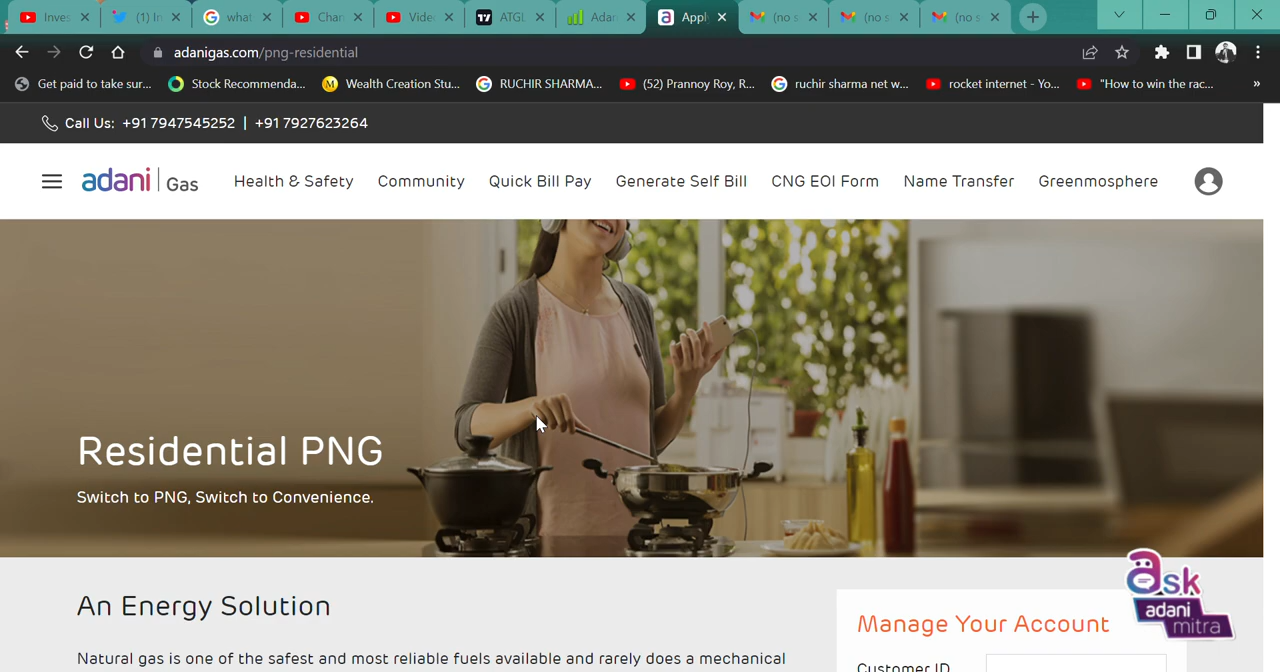 Inves
(1) In
what
Chan
Vide
ATGL
Adan
Appl
(no s
(no s
(no s
adanigas.com/png-residential
Get paid to take sur...
Stock Recommenda...
Wealth Creation Stu...
RUCHIR SHARMA...
(52) Prannoy Roy, R...
ruchir sharma net w...
rocket internet - Yo...
"How to win the rac...
»
Call Us: +91 7947545252 | +91 7927623264
adani | Gas
Health & Safety
Community
Quick Bill Pay
Generate Self Bill
CNG EOI Form
Name Transfer
Greenmosphere
Residential PNG
Switch to PNG, Switch to Convenience.
An Energy Solution
Natural gas is one of the safest and most reliable fuels available and rarely does a mechanical
Manage Your Account
Customer ID
ask
adani
mitra